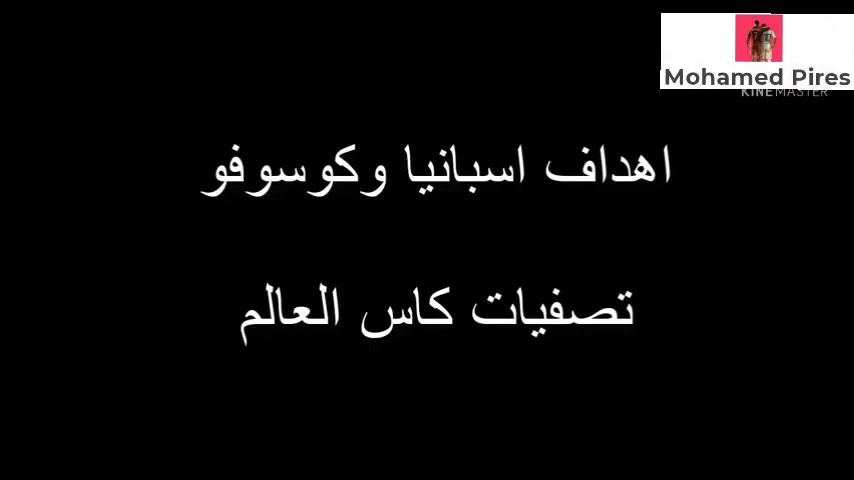 Mohamed Pires
KINEMASTER
اهداف اسبانيا وكوسوفو
تصفيات كاس العالم